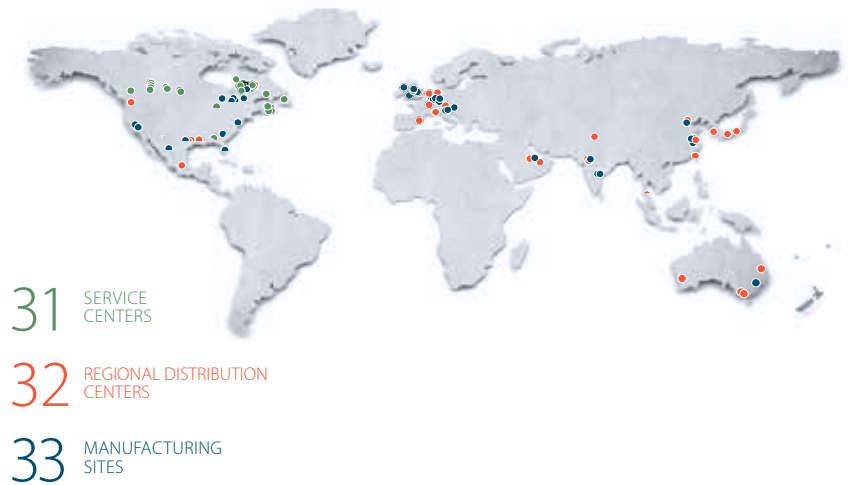 31
SERVICE
CENTERS
32
REGIONAL DISTRIBUTION
CENTERS
33
MANUFACTURING
SITES